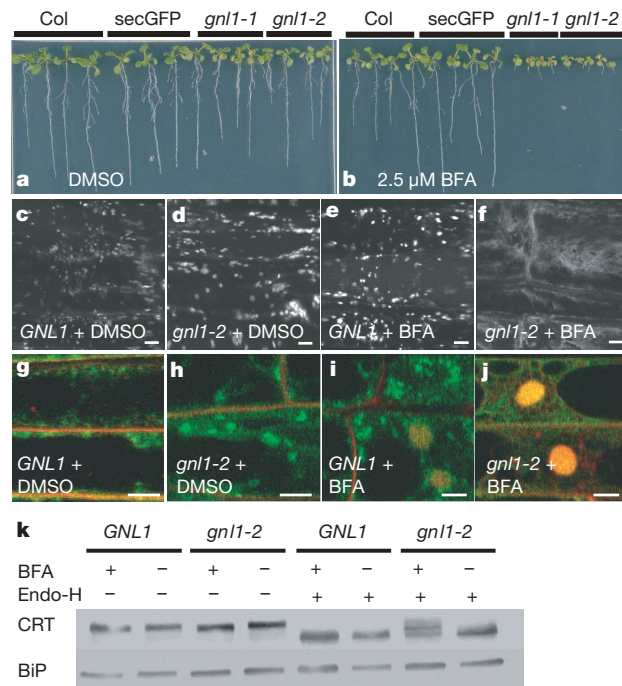 Col secGFP gnl1-1 gnl1-2 Col secGFP gnl1-1 gnl1-2
a DMSO b 2.5 μM BFA
c d e f
GNL1 + DMSO gnl1-2 + DMSO GNL1 + BFA gnl1-2 + BFA
g h i j
GNL1 + DMSO gnl1-2 + DMSO GNL1 + BFA gnl1-2 + BFA
k GNL1 gnl1-2 GNL1 gnl1-2
BFA + – + – + – + –
Endo-H – – – – + + + +
CRT
BiP